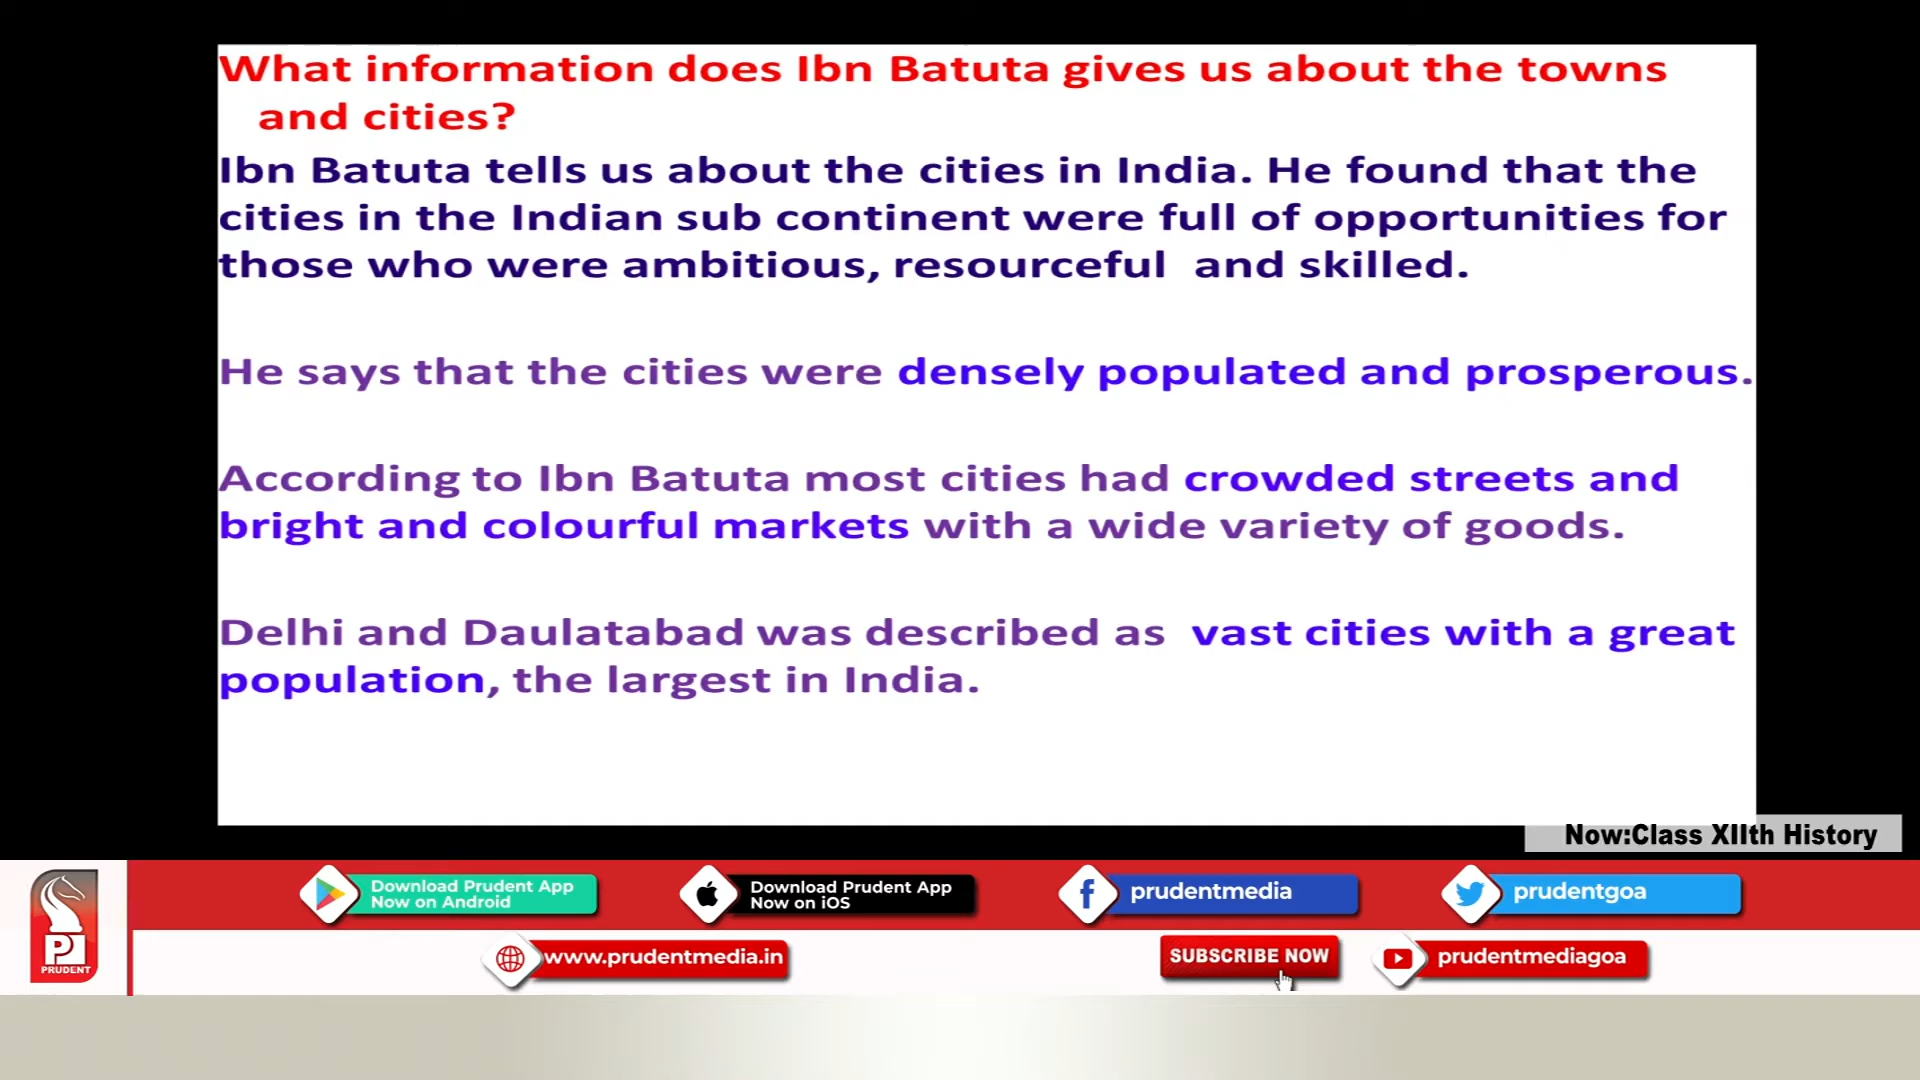 What information does Ibn Batuta gives us about the towns
and cities?
Ibn Batuta tells us about the cities in India. He found that the
cities in the Indian sub continent were full of opportunities for
those who were ambitious, resourceful and skilled.
He says that the cities were densely populated and prosperous.
According to Ibn Batuta most cities had crowded streets and
bright and colourful markets with a wide variety of goods.
Delhi and Daulatabad was described as vast cities with a great
population, the largest in India.
Now:Class XIIth History
Download Prudent App
Now on Android
Download Prudent App
Now on iOS
prudentmedia
prudentgoa
PRUDENT
www.prudentmedia.in
SUBSCRIBE NOW
prudentmediagoa